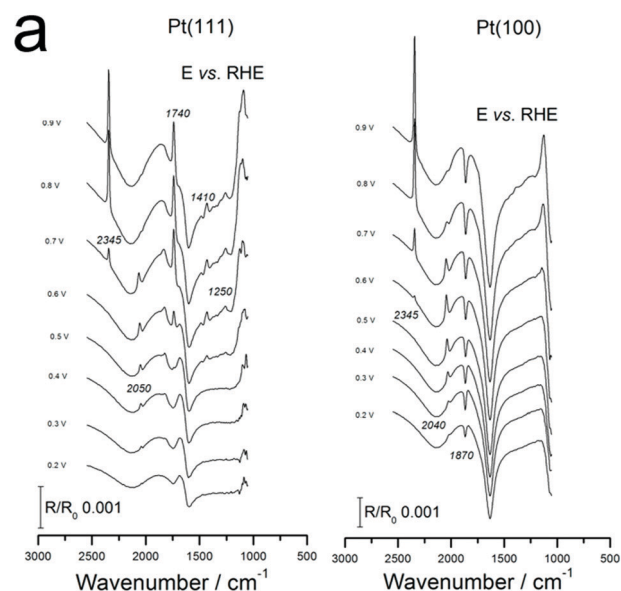 a
Pt(111)
E vs. RHE
1740
0.9 V
0.8 V
1410
2345
0.7 V
1250
0.6 V
0.5 V
2050
0.4 V
0.3 V
0.2 V
R/R0 0.001
3000 2500 2000 1500 1000 500
Wavenumber / cm-1
Pt(100)
E vs. RHE
0.9 V
0.8 V
0.7 V
0.6 V
2345
0.5 V
0.4 V
0.3 V
0.2 V
2040
1870
R/R0 0.001
3000 2500 2000 1500 1000 500
Wavenumber / cm-1